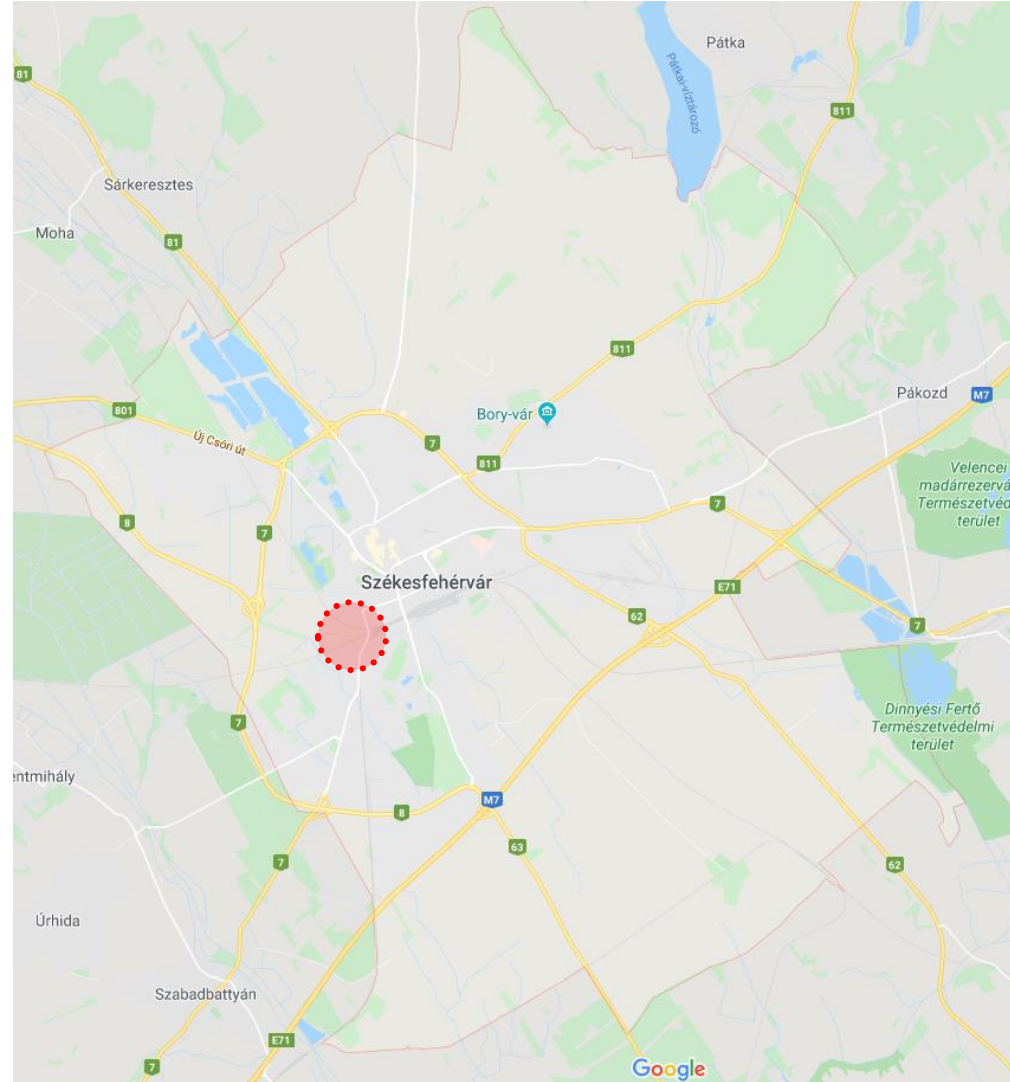 Pátka
81
Pátkai-víztározó
811
Sárkeresztes
Moha
81
811
Pákozd
M7
801
Bory-vár
Új Csóri út
7
811
Velencei
madárrezervá
Természetvéd
terület
7
8
7
Székesfehérvár
E71
62
7
Dinnyési Fertő
Természetvédelmi
terület
7
entmihály
M7
8
63
7
62
Úrhida
Szabadbattyán
E71
7
Google